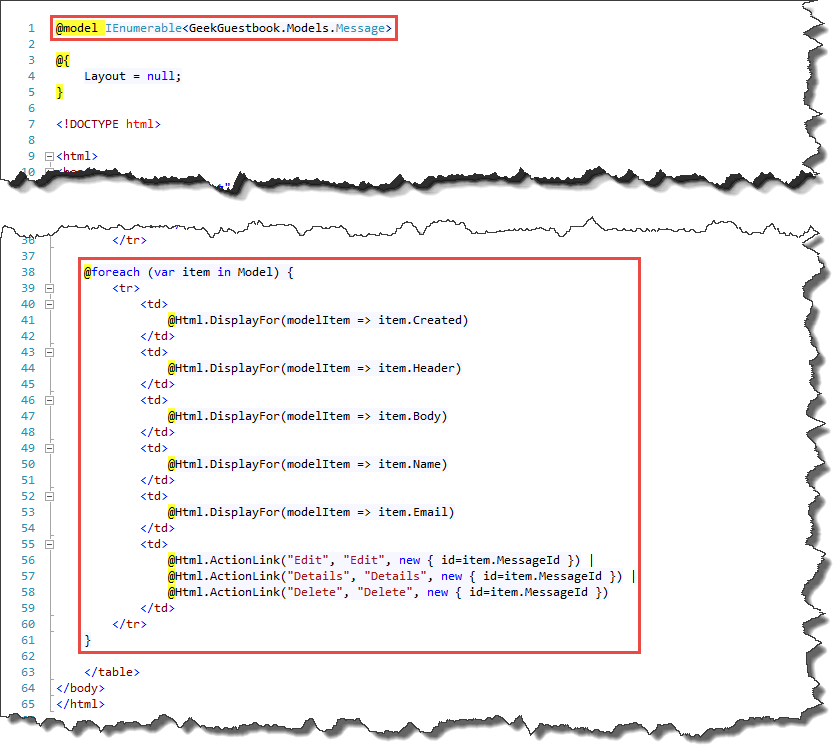 1 @model IEnumerable<GeekGuestbook.Models.Message>
2
3 @{
4 Layout = null;
5 }
6
7 <!DOCTYPE html>
8
9 <html>
10
36 </tr>
37
38 @foreach (var item in Model) {
39 <tr>
40 <td>
41 @Html.DisplayFor(modelItem => item.Created)
42 </td>
43 <td>
44 @Html.DisplayFor(modelItem => item.Header)
45 </td>
46 <td>
47 @Html.DisplayFor(modelItem => item.Body)
48 </td>
49 <td>
50 @Html.DisplayFor(modelItem => item.Name)
51 </td>
52 <td>
53 @Html.DisplayFor(modelItem => item.Email)
54 </td>
55 <td>
56 @Html.ActionLink("Edit", "Edit", new { id=item.MessageId }) |
57 @Html.ActionLink("Details", "Details", new { id=item.MessageId }) |
58 @Html.ActionLink("Delete", "Delete", new { id=item.MessageId })
59 </td>
60 </tr>
61 }
62
63 </table>
64 </body>
65 </html>